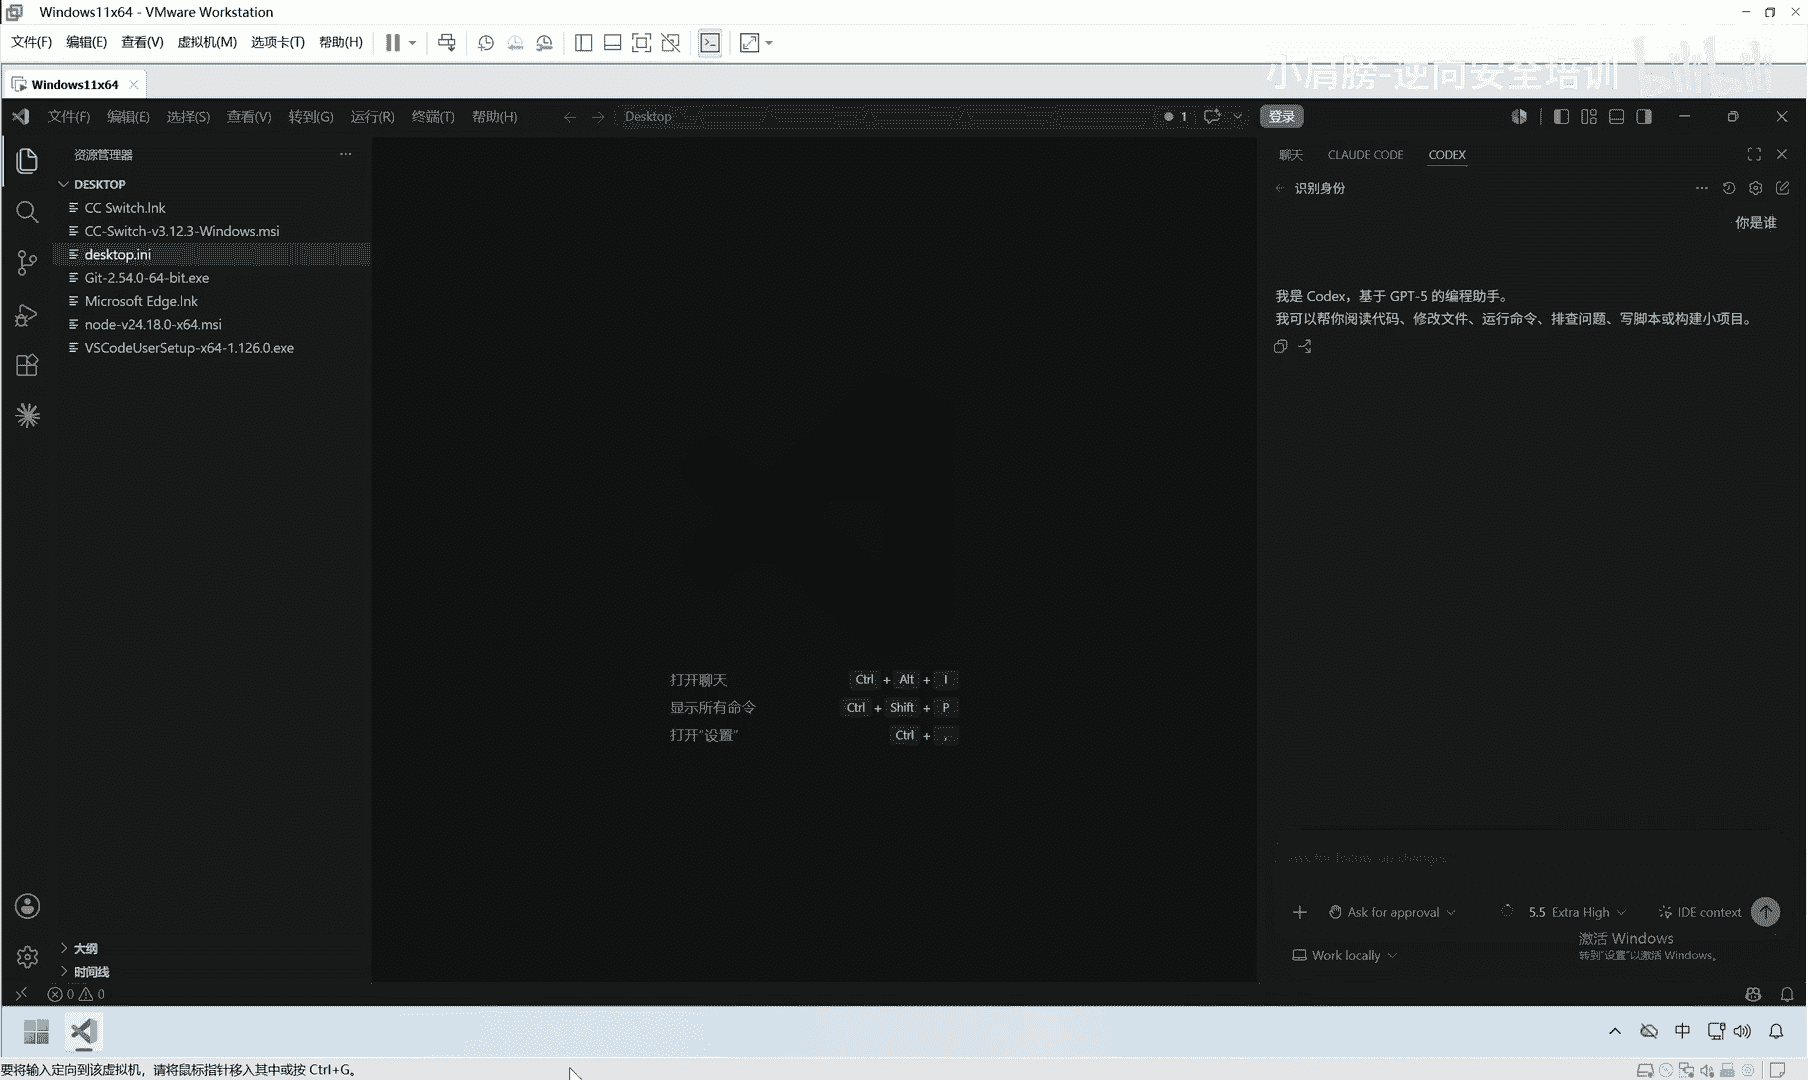 Windows11x64 - VMware Workstation
文件(F) 编辑(E) 查看(V) 虚拟机(M) 选项卡(T) 帮助(H)
小肩膀-逆向安全培训 bilibili
Windows11x64
文件(F) 编辑(E) 选择(S) 查看(V) 转到(G) 运行(R) 终端(T) 帮助(H) Desktop 1 登录
资源管理器
聊天 CLAUDE CODE CODEX
DESKTOP
识别身份
CC Switch.lnk
CC-Switch-v3.12.3-Windows.msi
desktop.ini
Git-2.54.0-64-bit.exe
Microsoft Edge.lnk
node-v24.18.0-x64.msi
VSCodeUserSetup-x64-1.126.0.exe
你是谁
我是 Codex，基于 GPT-5 的编程助手。
我可以帮你阅读代码、修改文件、运行命令、排查问题、写脚本或构建小项目。
打开聊天 Ctrl + Alt + I
显示所有命令 Ctrl + Shift + P
打开“设置” Ctrl + ,
Ask for approval 5.5 Extra High IDE context
激活 Windows
转到“设置”以激活 Windows。
Work locally
大纲
时间线
0 0
中
要将输入定向到该虚拟机，请将鼠标指针移入其中或按 Ctrl+G。